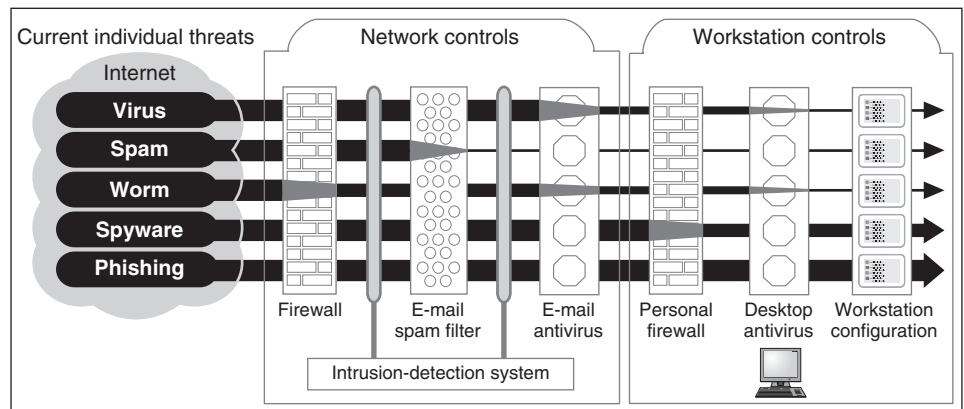 Current individual threats
Network controls
Workstation controls
Internet
Virus
Spam
Worm
Spyware
Phishing
Firewall
E-mail
spam filter
E-mail
antivirus
Personal
firewall
Desktop
antivirus
Workstation
configuration
Intrusion-detection system